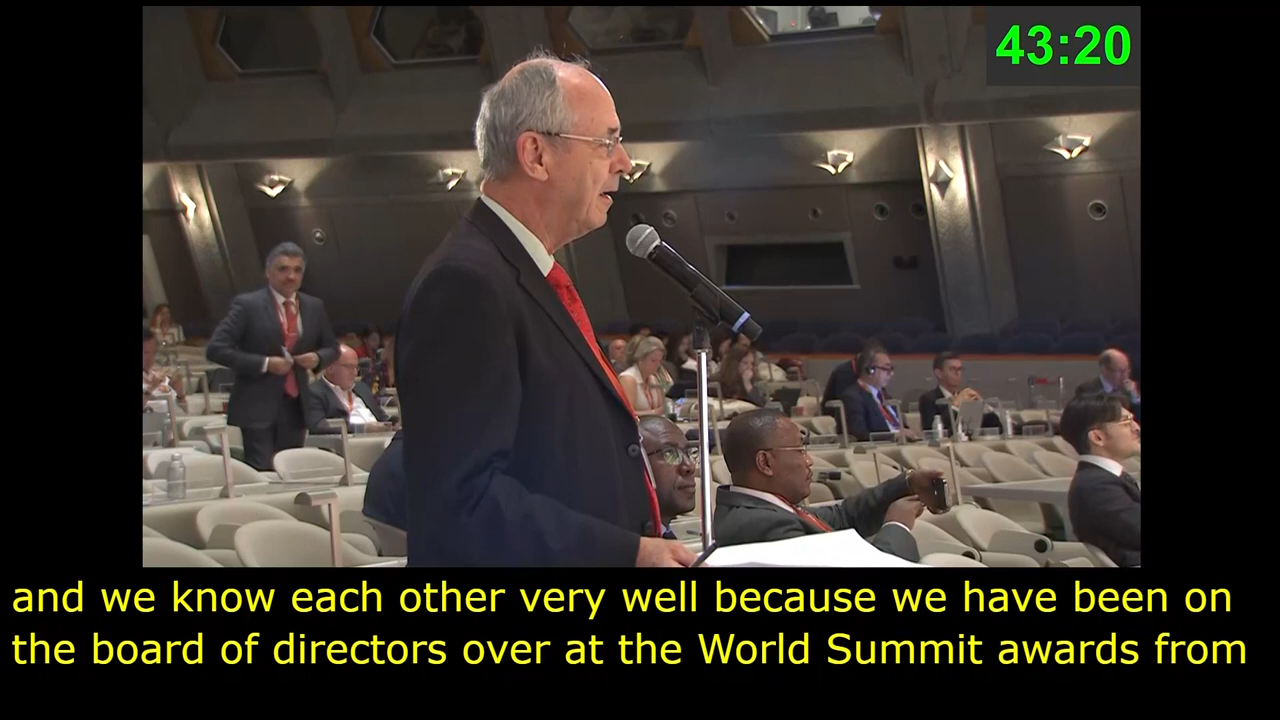 43:20
and we know each other very well because we have been on
the board of directors over at the World Summit awards from